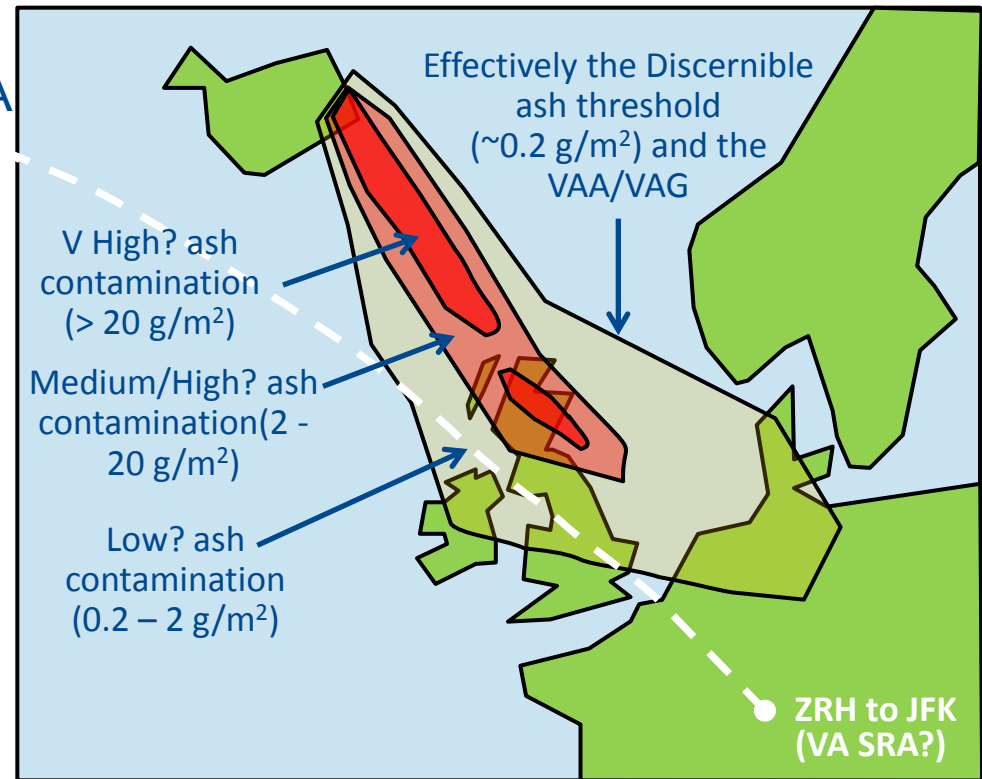 A
Effectively the Discernible
ash threshold
(~0.2 g/m²) and the
VAA/VAG
V High? ash
contamination
(> 20 g/m²)
Medium/High? ash
contamination(2 -
20 g/m²)
Low? ash
contamination
(0.2 – 2 g/m²)
ZRH to JFK
(VA SRA?)